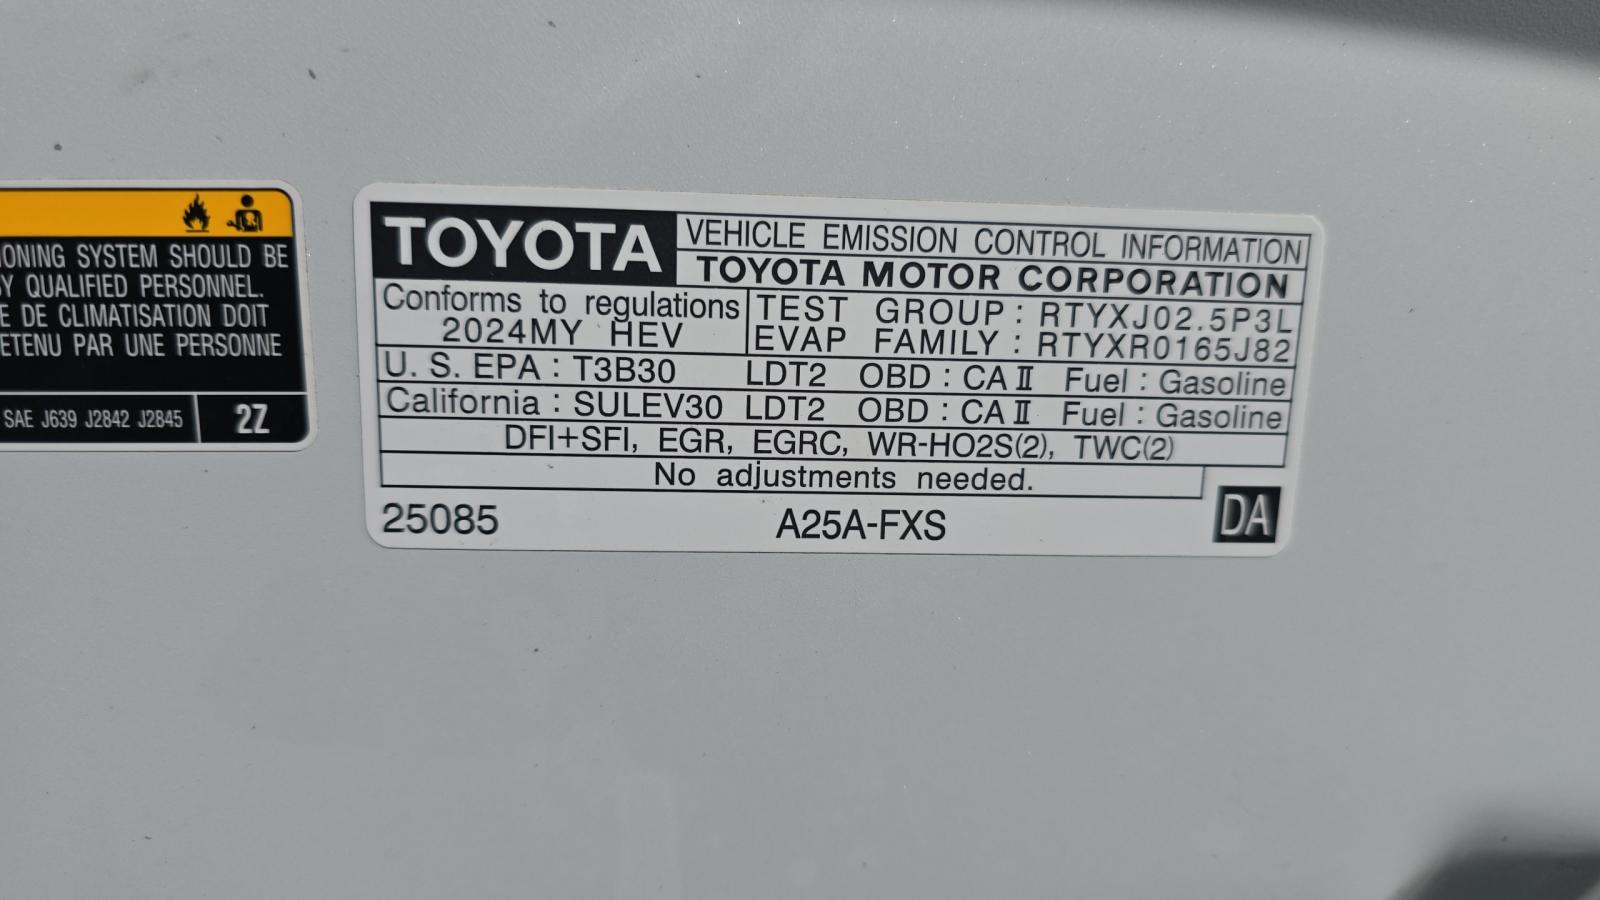 IONING SYSTEM SHOULD BE
BY QUALIFIED PERSONNEL.
DE CLIMATISATION DOIT
PAR UNE PERSONNE
SAE J639 J2842 J2845 2Z
TOYOTA VEHICLE EMISSION CONTROL INFORMATION
TOYOTA MOTOR CORPORATION
Conforms to regulations TEST GROUP : RTYXJ02.5P3L
2024MY HEV EVAP FAMILY : RTYXR0165J82
U. S. EPA : T3B30 LDT2 OBD : CA II Fuel : Gasoline
California : SULEV30 LDT2 OBD : CA II Fuel : Gasoline
DFI+SFI, EGR, EGRC, WR-HO2S(2), TWC(2)
No adjustments needed.
25085 A25A-FXS DA